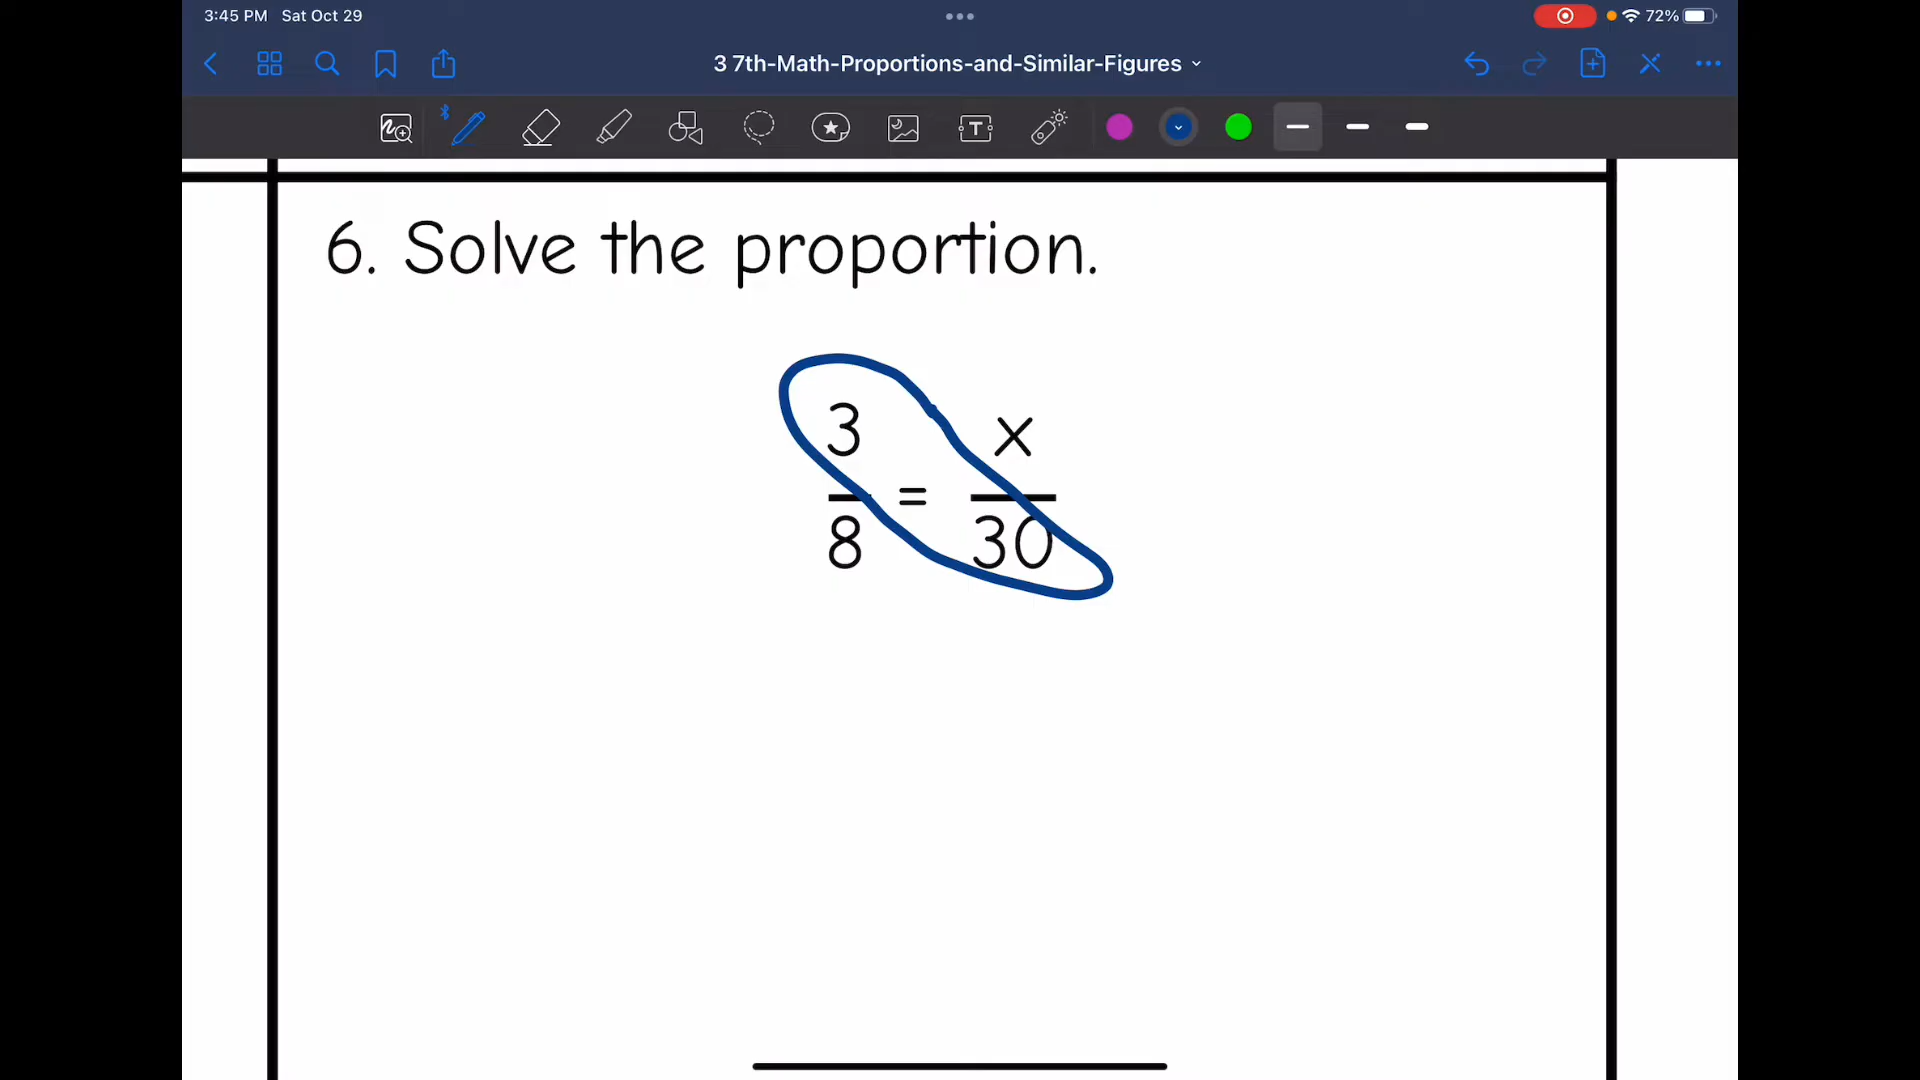 3:45 PM Sat Oct 29
72%
3 7th-Math-Proportions-and-Similar-Figures
T
6. Solve the proportion.
3 x
=
8 30